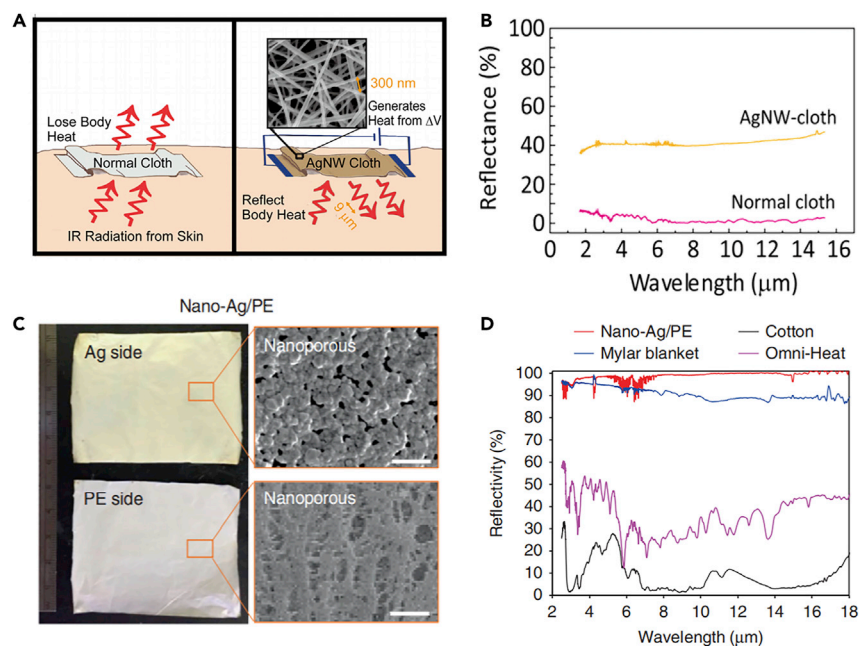 A
Lose Body
Heat
Normal Cloth
IR Radiation from Skin
300 nm
Generates
Heat from ΔV
AgNW Cloth
Reflect
Body Heat
9 μm
B
Reflectance (%)
100
80
60
40
20
0
AgNW-cloth
Normal cloth
0 2 4 6 8 10 12 14 16
Wavelength (μm)
C
Nano-Ag/PE
Ag side
Nanoporous
PE side
Nanoporous
D
Nano-Ag/PE
Cotton
Mylar blanket
Omni-Heat
Reflectivity (%)
100
90
80
70
60
50
40
30
20
10
0
2 4 6 8 10 12 14 16 18
Wavelength (μm)